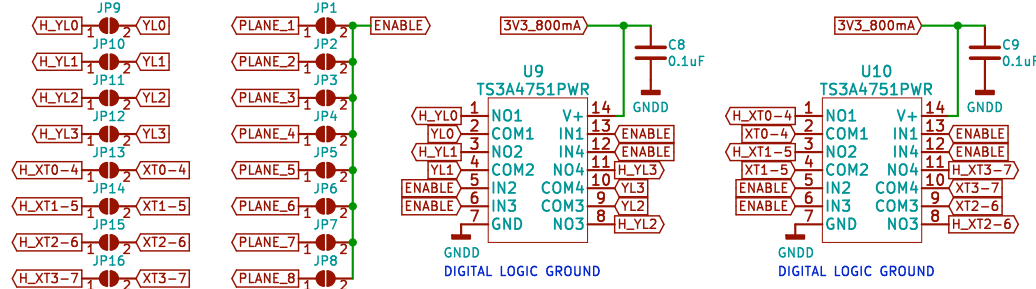 JP9
H_YL0 1 2 YL0
JP10
H_YL1 1 2 YL1
JP11
H_YL2 1 2 YL2
JP12
H_YL3 1 2 YL3
JP13
H_XT0-4 1 2 XT0-4
JP14
H_XT1-5 1 2 XT1-5
JP15
H_XT2-6 1 2 XT2-6
JP16
H_XT3-7 1 2 XT3-7
JP1
PLANE_1 1 2 ENABLE
JP2
PLANE_2 1 2
JP3
PLANE_3 1 2
JP4
PLANE_4 1 2
JP5
PLANE_5 1 2
JP6
PLANE_6 1 2
JP7
PLANE_7 1 2
JP8
PLANE_8 1 2
3V3_800mA
C8
0.1uF
GNDD
U9
TS3A4751PWR
H_YL0 1 NO1 V+ 14
YL0 2 COM1 IN1 13 ENABLE
H_YL1 3 NO2 IN4 12 ENABLE
YL1 4 COM2 NO4 11 H_YL3
ENABLE 5 IN2 COM4 10 YL3
ENABLE 6 IN3 COM3 9 YL2
7 GND NO3 8 H_YL2
GNDD
DIGITAL LOGIC GROUND
3V3_800mA
C9
0.1uF
GNDD
U10
TS3A4751PWR
H_XT0-4 1 NO1 V+ 14
XT0-4 2 COM1 IN1 13 ENABLE
H_XT1-5 3 NO2 IN4 12 ENABLE
XT1-5 4 COM2 NO4 11 H_XT3-7
ENABLE 5 IN2 COM4 10 XT3-7
ENABLE 6 IN3 COM3 9 XT2-6
7 GND NO3 8 H_XT2-6
GNDD
DIGITAL LOGIC GROUND